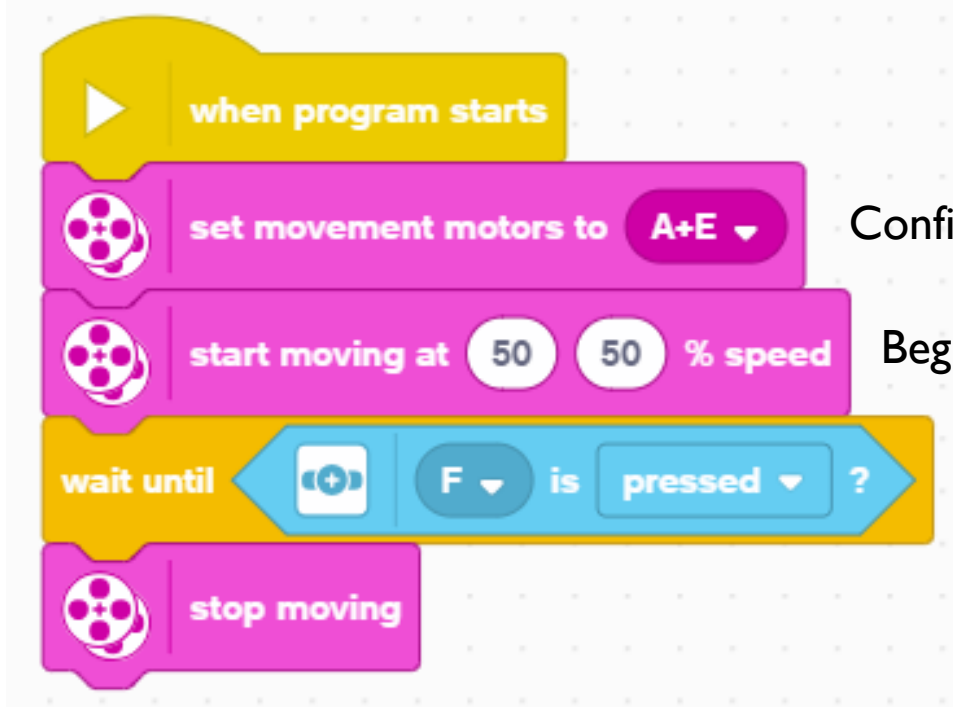 when program starts
set movement motors to A+E Confi
start moving at 50 50 % speed Beg
wait until F is pressed ?
stop moving